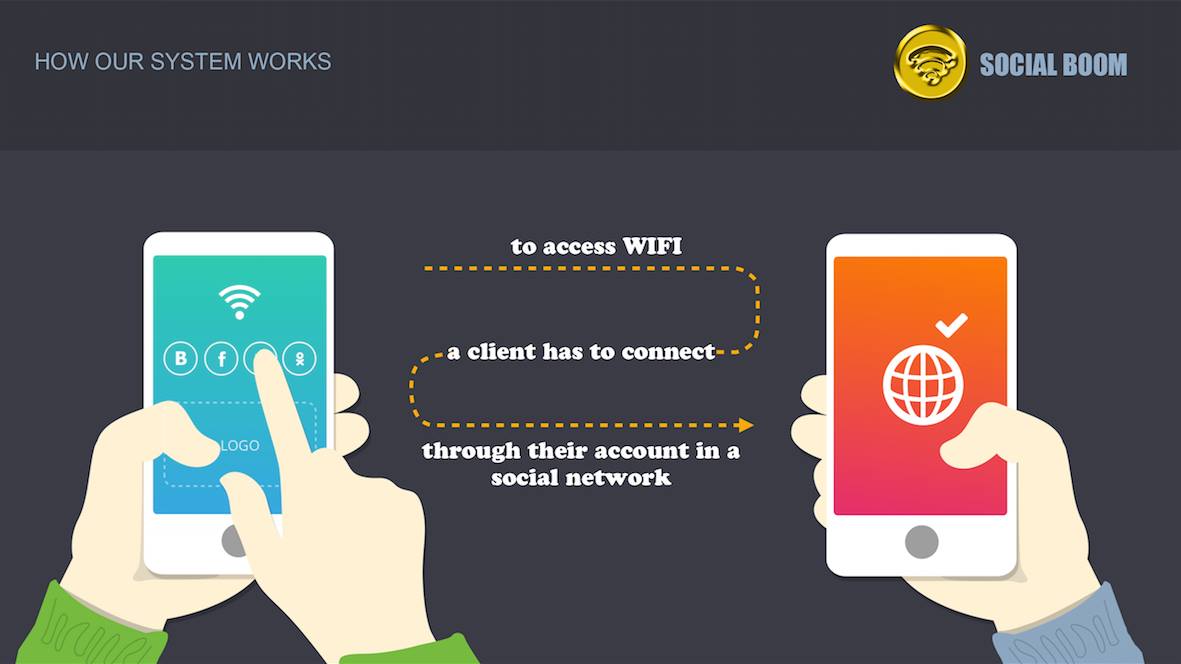 HOW OUR SYSTEM WORKS
SOCIAL BOOM
to access WIFI
a client has to connect
through their account in a
social network
B
f
LOGO